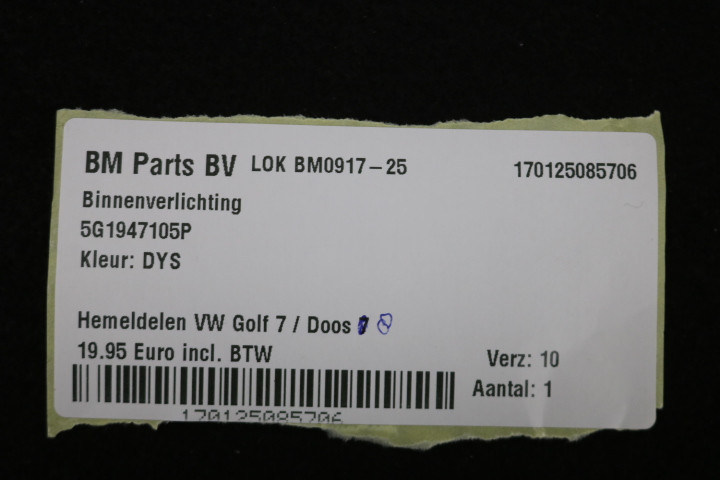 BM Parts BV LOK BM0917-25 170125085706
Binnenverlichting
5G1947105P
Kleur: DYS
Hemeldelen VW Golf 7 / Doos
19.95 Euro incl. BTW
Verz: 10
Aantal: 1
170125085706